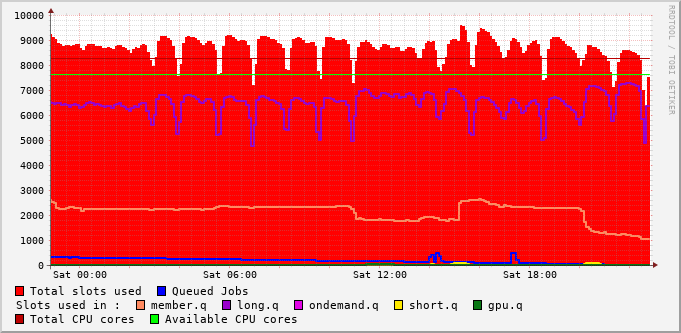 10000
9000
8000
7000
6000
5000
4000
3000
2000
1000
0
Sat 00:00 Sat 06:00 Sat 12:00 Sat 18:00
RRDTOOL / TOBI OETIKER
Total slots used Queued Jobs
Slots used in : member.q long.q ondemand.q short.q gpu.q
Total CPU cores Available CPU cores